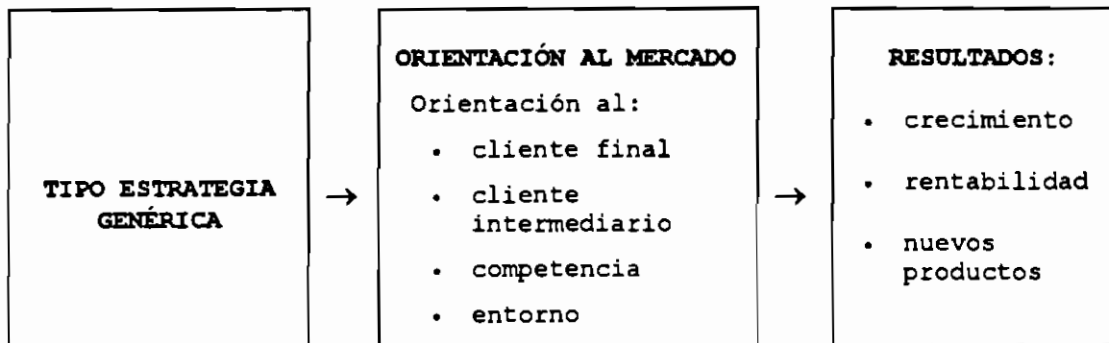 TIPO ESTRATEGIA
GENÉRICA
→
ORIENTACIÓN AL MERCADO
Orientación al:
• cliente final
• cliente
intermediario
• competencia
• entorno
→
RESULTADOS:
• crecimiento
• rentabilidad
• nuevos
productos